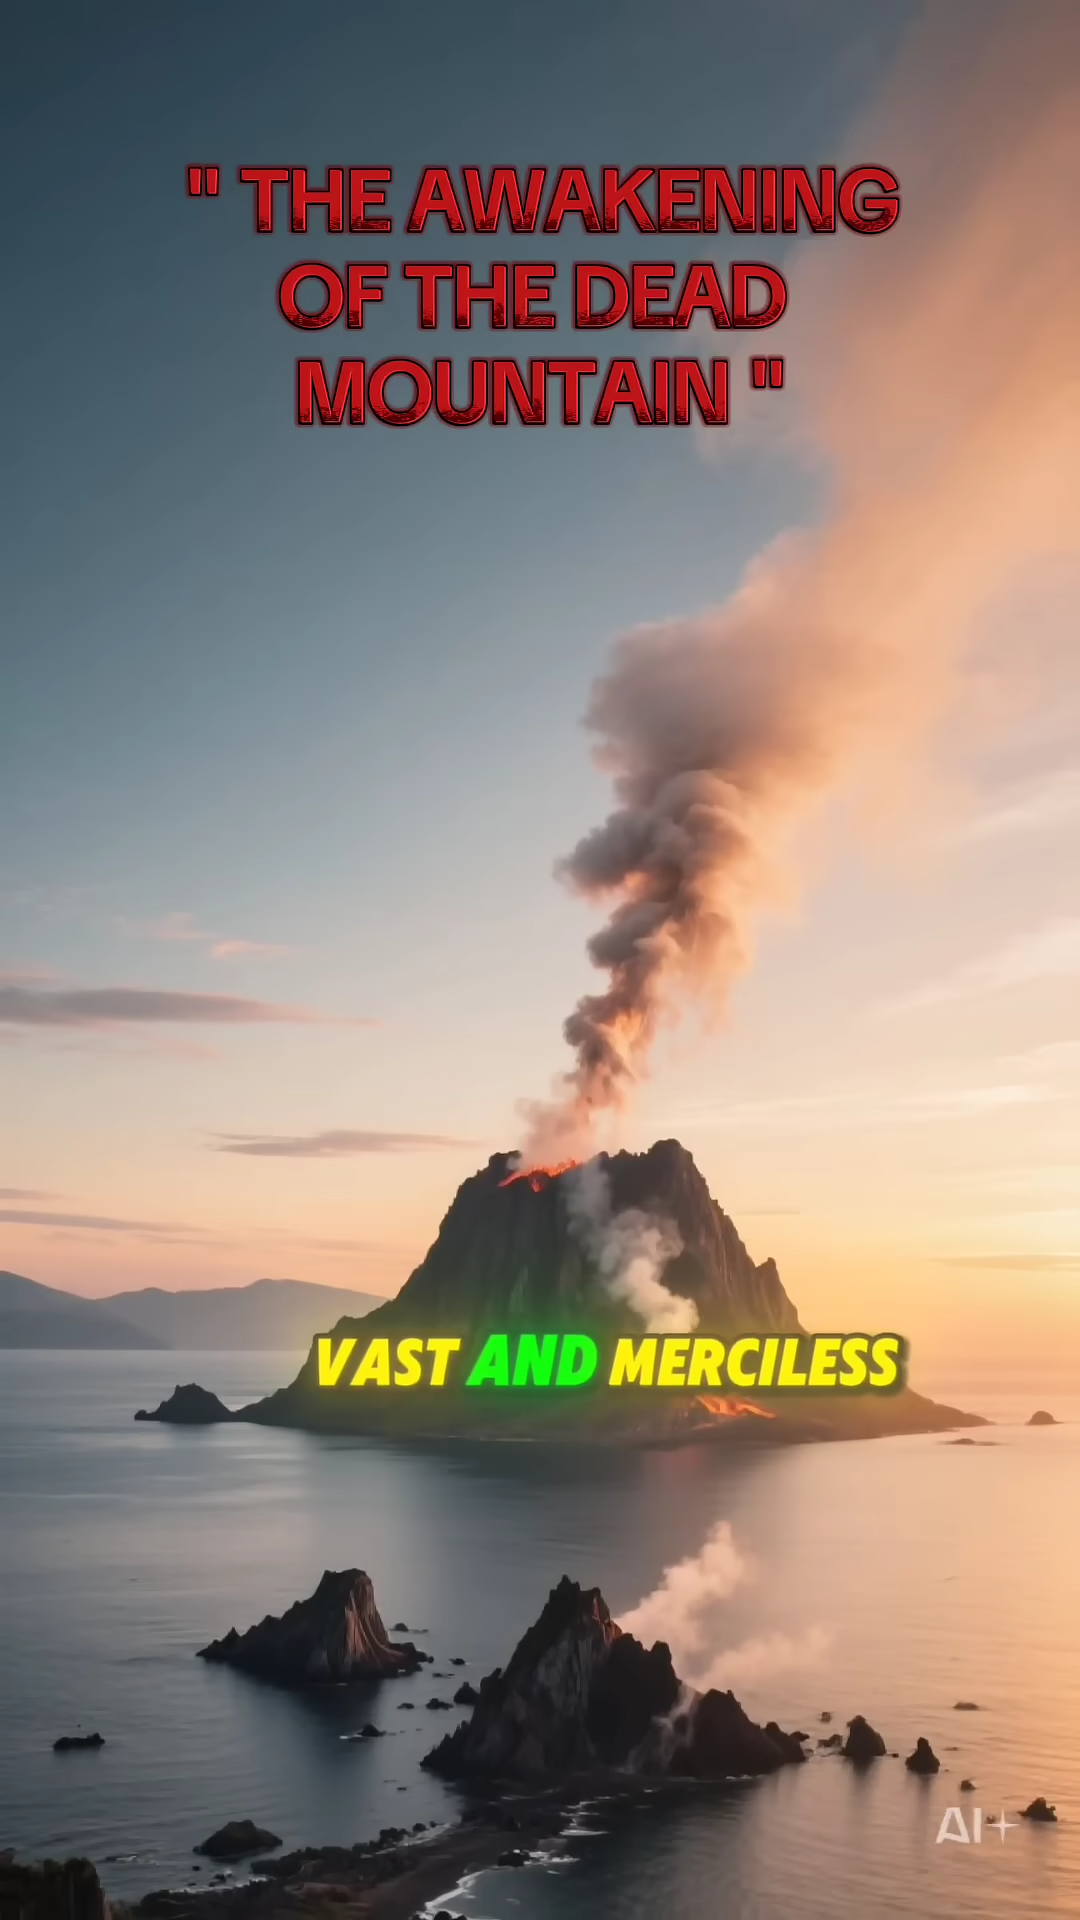 " THE AWAKENING
OF THE DEAD
MOUNTAIN "
VAST AND MERCILESS
AI+